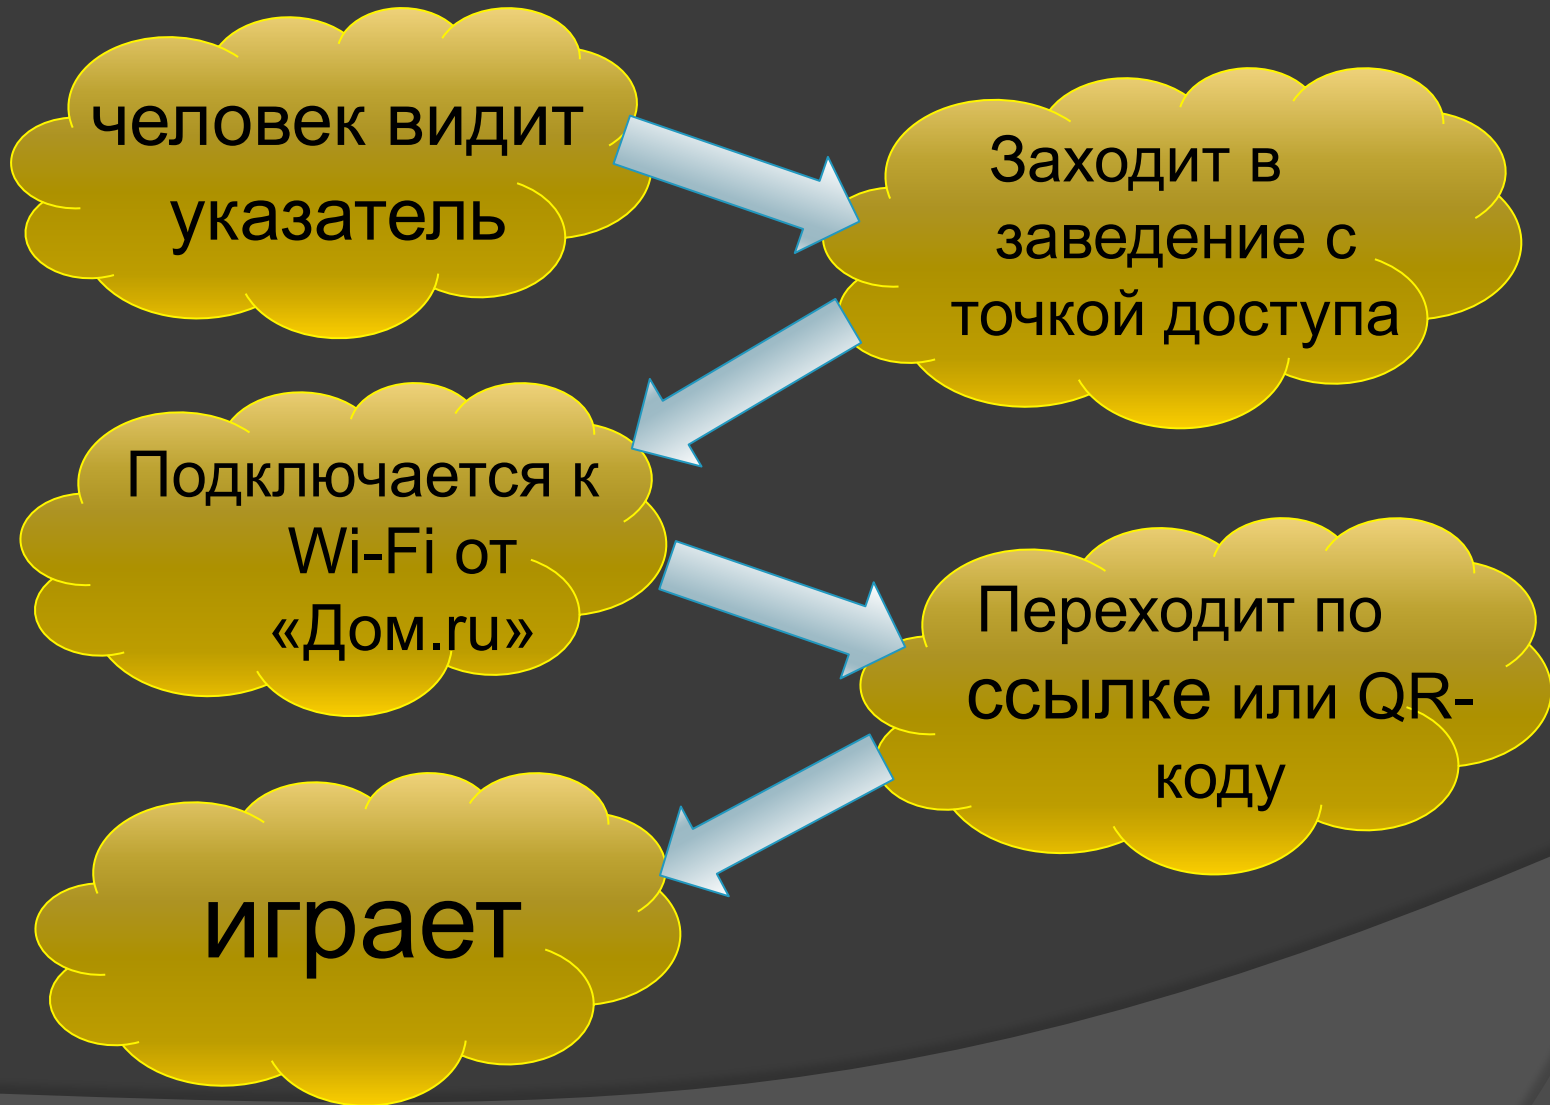 человек видит
указатель
Заходит в
заведение с
точкой доступа
Подключается к
Wi-Fi от
«Дом.ru»
Переходит по
ссылке или QR-
коду
играет